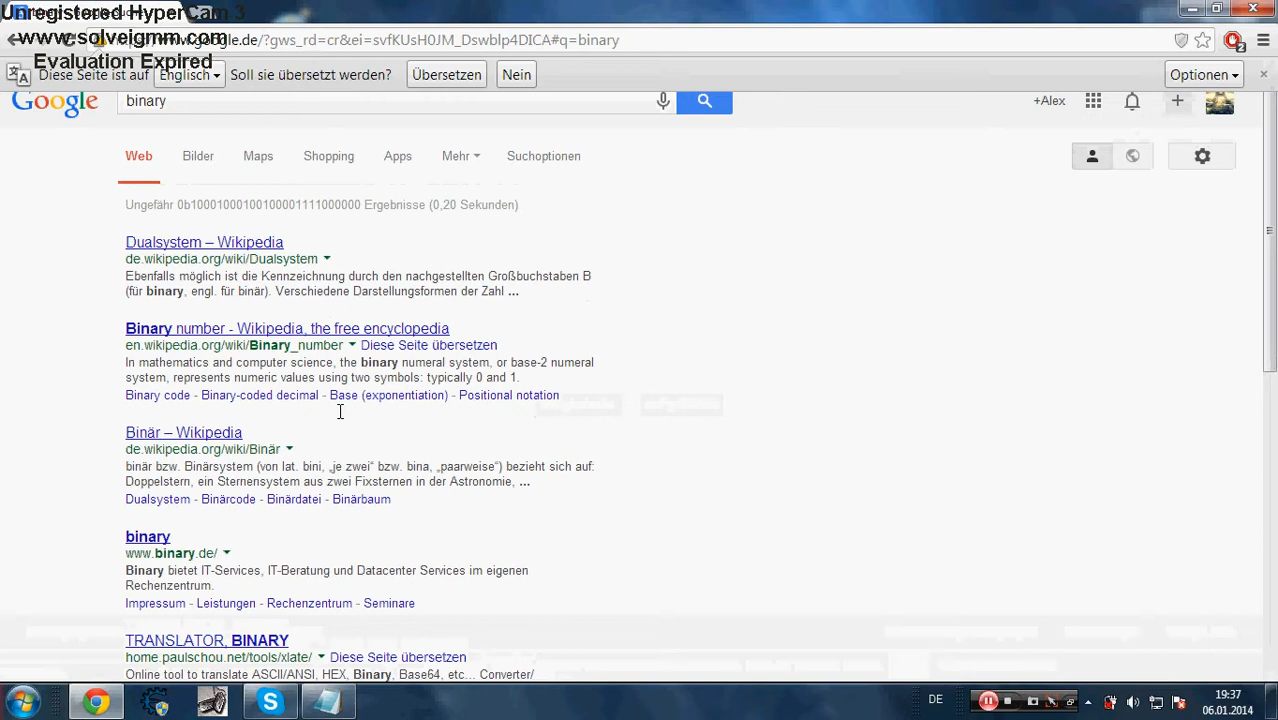 Unregistered HyperCam 3
www.solveigmm.com
Evaluation Expired
google.de/?gws_rd=cr&ei=svfKUsH0JM_Dswblp4DICA#q=binary
Diese Seite ist auf Englisch Soll sie übersetzt werden? Übersetzen Nein Optionen
Google binary +Alex
Web Bilder Maps Shopping Apps Mehr Suchoptionen
Ungefähr 0b10001000100100001111000000 Ergebnisse (0,20 Sekunden)
Dualsystem – Wikipedia
de.wikipedia.org/wiki/Dualsystem
Ebenfalls möglich ist die Kennzeichnung durch den nachgestellten Großbuchstaben B
(für binary, engl. für binär). Verschiedene Darstellungsformen der Zahl ...
Binary number - Wikipedia, the free encyclopedia
en.wikipedia.org/wiki/Binary_number Diese Seite übersetzen
In mathematics and computer science, the binary numeral system, or base-2 numeral
system, represents numeric values using two symbols: typically 0 and 1.
Binary code - Binary-coded decimal - Base (exponentiation) - Positional notation
Binär – Wikipedia
de.wikipedia.org/wiki/Binär
binär bzw. Binärsystem (von lat. bini, „je zwei“ bzw. bina, „paarweise“) bezieht sich auf:
Doppelstern, ein Sternensystem aus zwei Fixsternen in der Astronomie, ...
Dualsystem - Binärcode - Binärdatei - Binärbaum
binary
www.binary.de/
Binary bietet IT-Services, IT-Beratung und Datacenter Services im eigenen
Rechenzentrum.
Impressum - Leistungen - Rechenzentrum - Seminare
TRANSLATOR, BINARY
home.paulschou.net/tools/xlate/ Diese Seite übersetzen
Online tool to translate ASCII/ANSI, HEX, Binary, Base64, etc... Converter/
DE 19:37
06.01.2014